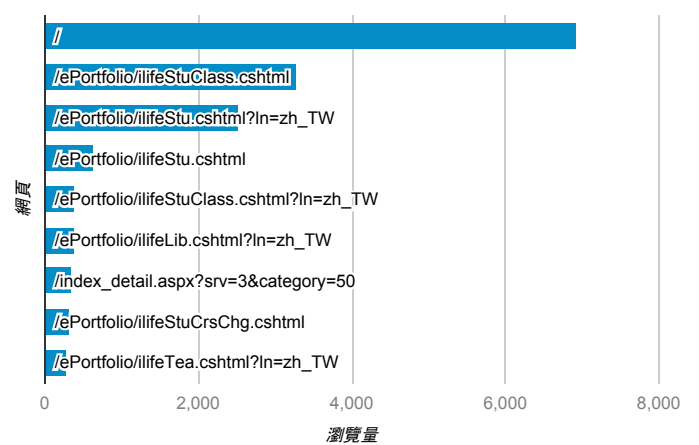 /
/ePortfolio/ilifeStuClass.cshtml
/ePortfolio/ilifeStu.cshtml?ln=zh_TW
/ePortfolio/ilifeStu.cshtml
/ePortfolio/ilifeStuClass.cshtml?ln=zh_TW
/ePortfolio/ilifeLib.cshtml?ln=zh_TW
/index_detail.aspx?srv=3&category=50
/ePortfolio/ilifeStuCrsChg.cshtml
/ePortfolio/ilifeTea.cshtml?ln=zh_TW
網頁
0 2,000 4,000 6,000 8,000
瀏覽量